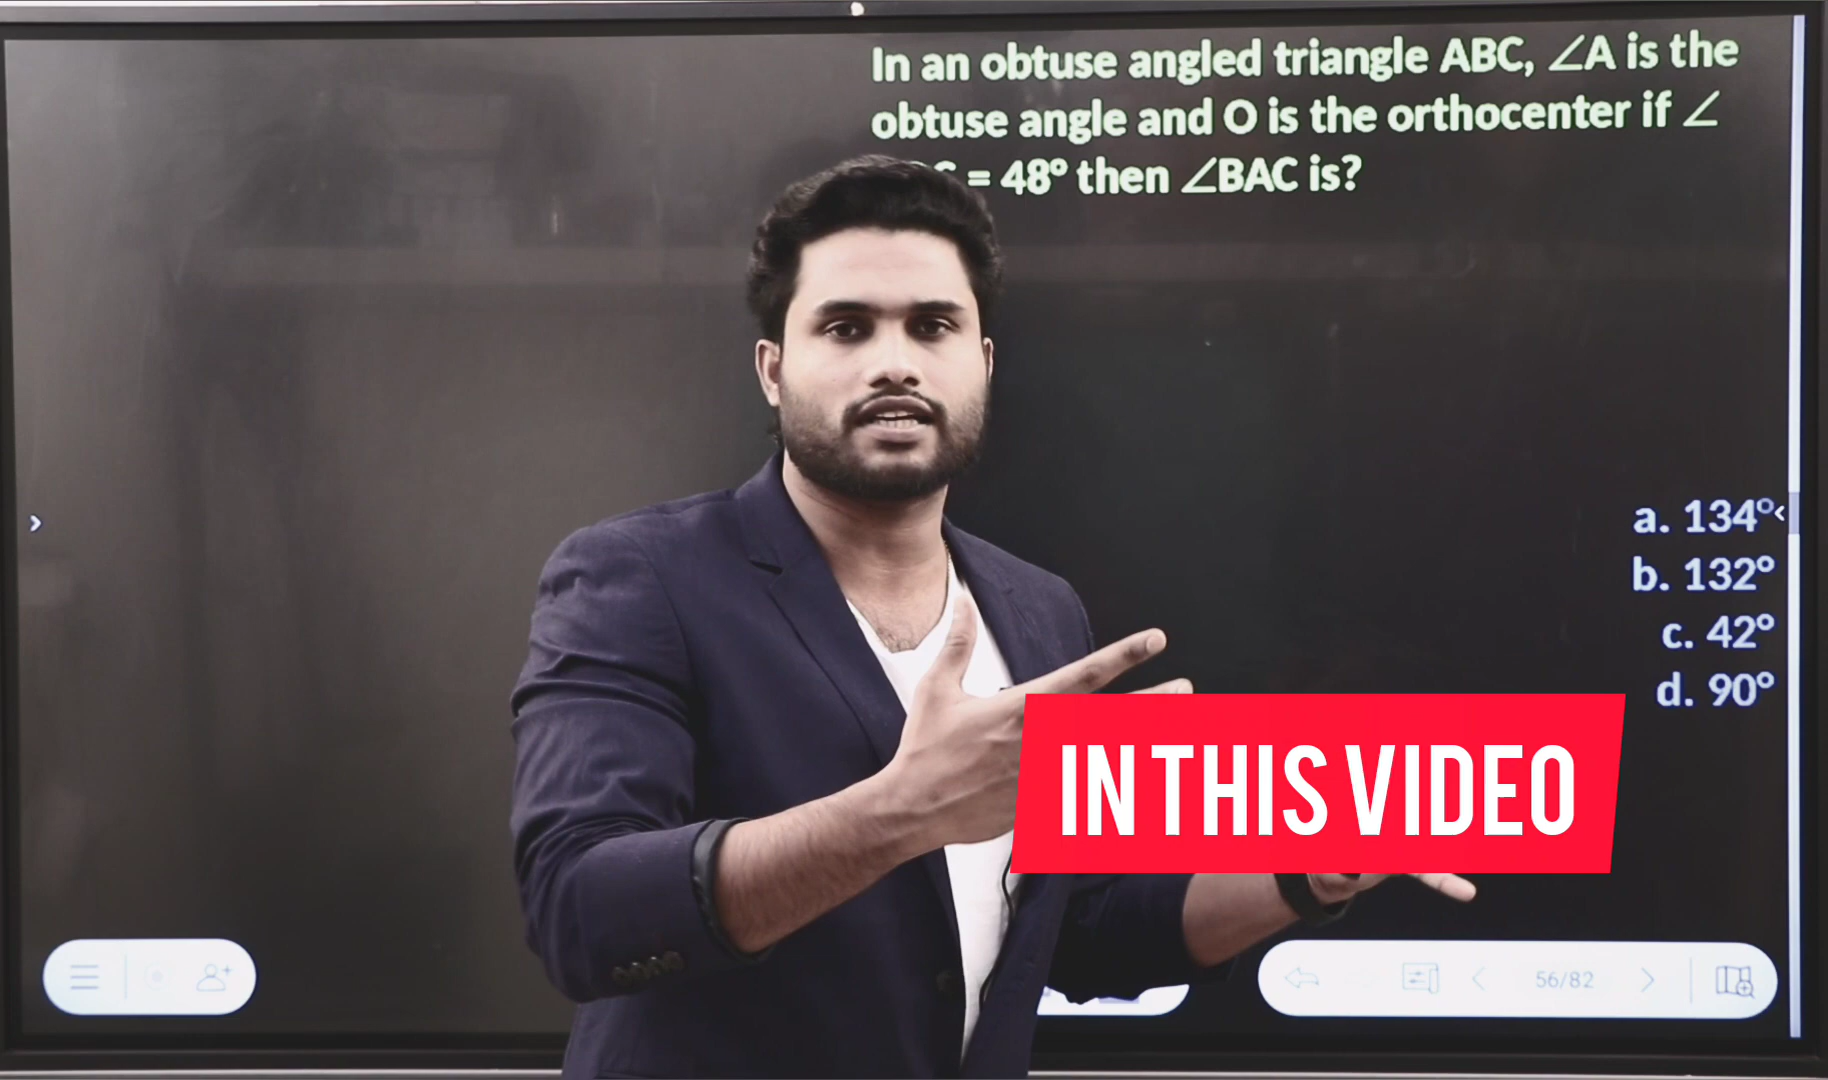 In an obtuse angled triangle ABC, ∠A is the
obtuse angle and O is the orthocenter if ∠
= 48° then ∠BAC is?
a. 134°
b. 132°
c. 42°
d. 90°
IN THIS VIDEO
56/82